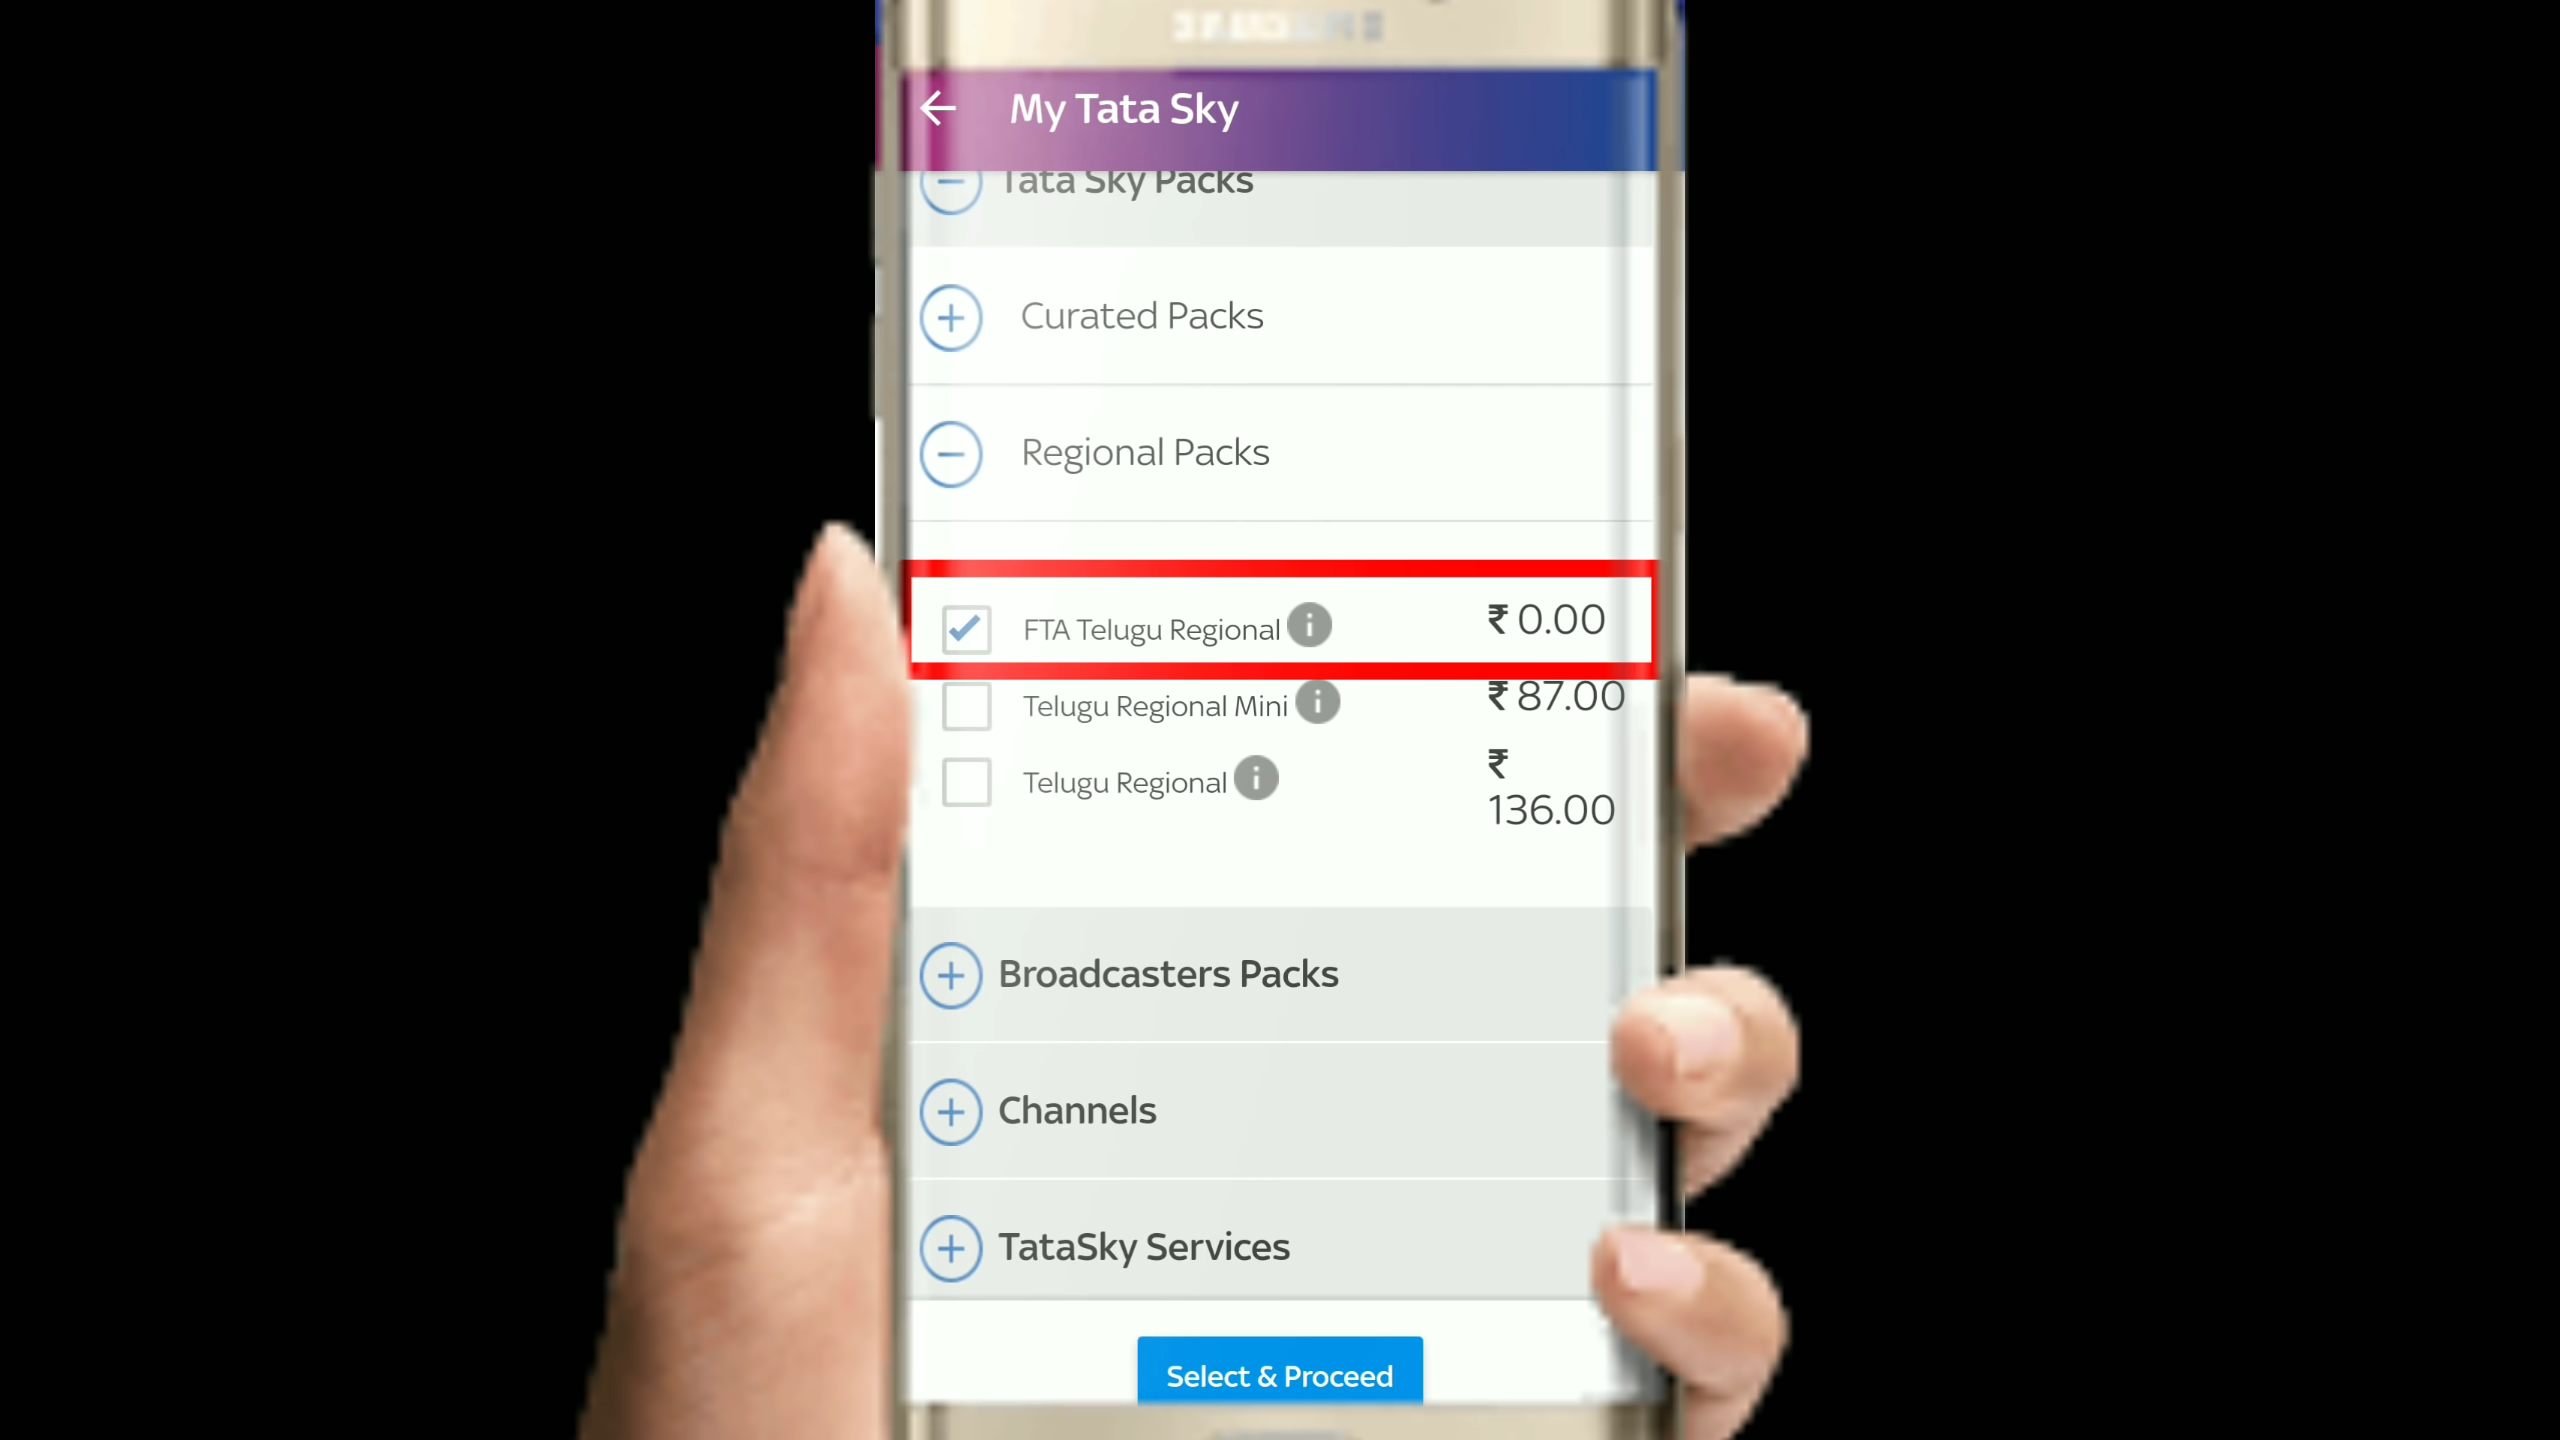 My Tata Sky
Tata Sky Packs
Curated Packs
Regional Packs
FTA Telugu Regional ₹ 0.00
Telugu Regional Mini ₹ 87.00
Telugu Regional ₹
136.00
Broadcasters Packs
Channels
TataSky Services
Select & Proceed